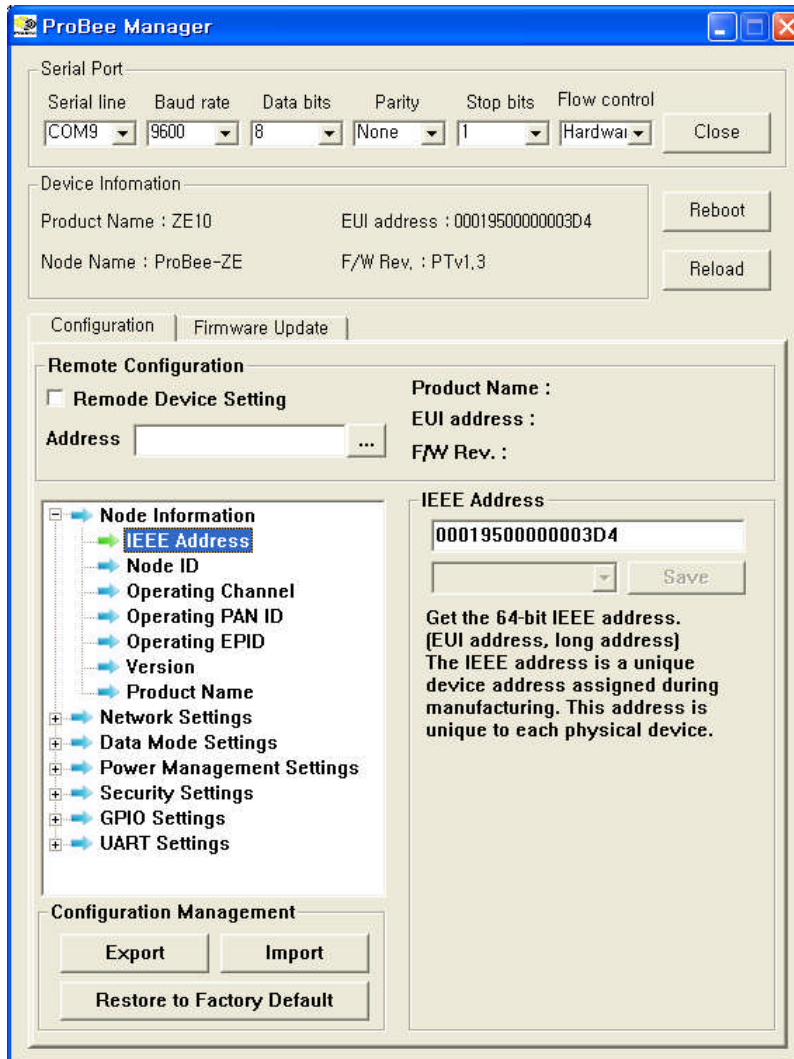 ProBee Manager
Serial Port
Serial line Baud rate Data bits Parity Stop bits Flow control
COM9 9600 8 None 1 Hardwar Close
Device Infomation
Product Name : ZE10 EUI address : 00019500000003D4
Node Name : ProBee-ZE F/W Rev, : PTv1,3
Reboot
Reload
Configuration Firmware Update
Remote Configuration
Remode Device Setting
Address ...
Product Name :
EUI address :
F/W Rev. :
Node Information
IEEE Address
Node ID
Operating Channel
Operating PAN ID
Operating EPID
Version
Product Name
Network Settings
Data Mode Settings
Power Management Settings
Security Settings
GPIO Settings
UART Settings
IEEE Address
00019500000003D4
Save
Get the 64-bit IEEE address.
(EUI address, long address)
The IEEE address is a unique
device address assigned during
manufacturing. This address is
unique to each physical device.
Configuration Management
Export Import
Restore to Factory Default